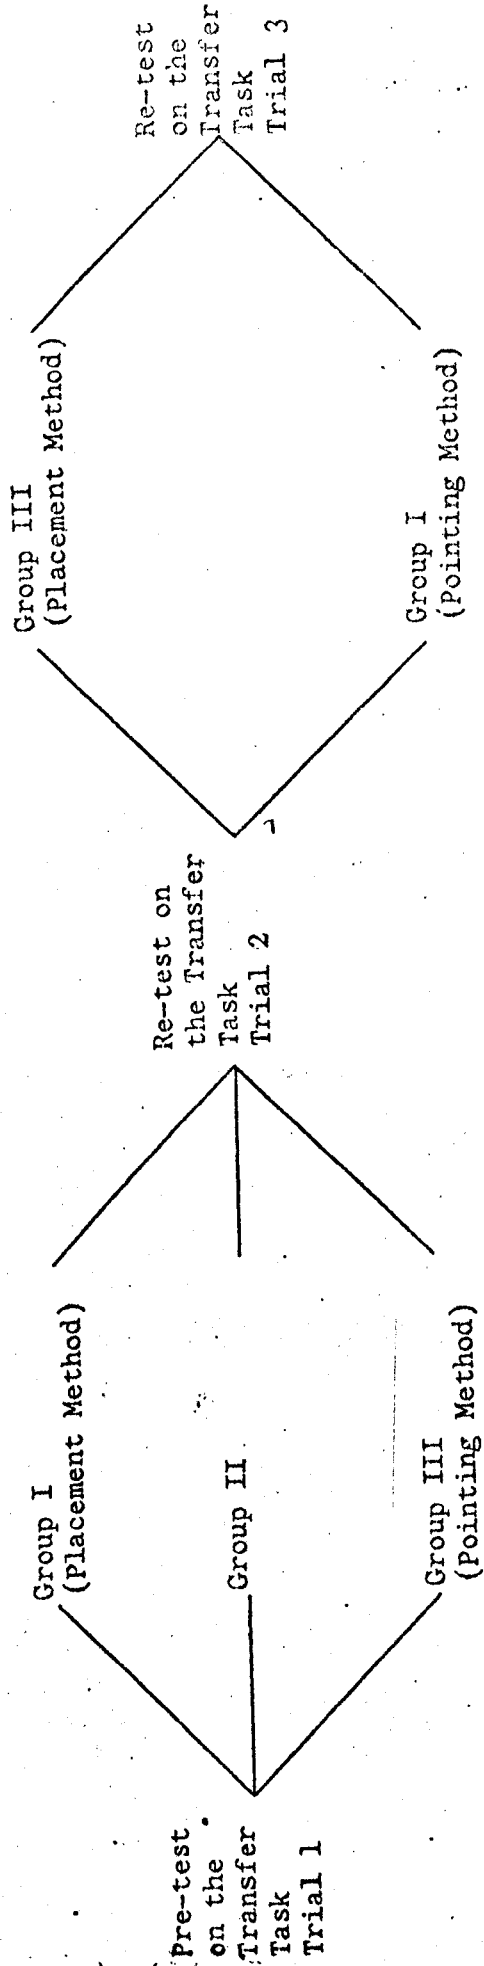 Pre-test
on the
Transfer
Task
Trial 1
Group I
(Placement Method)
Group II
Group III
(Pointing Method)
Re-test on
the Transfer
Task
Trial 2
Group III
(Placement Method)
Group I
(Pointing Method)
Re-test
on the
Transfer
Task
Trial 3